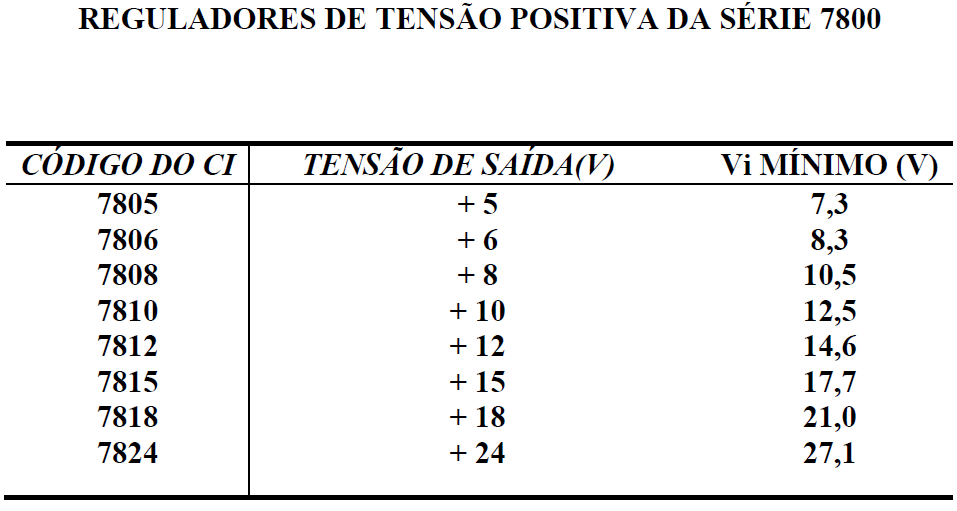 REGULADORES DE TENSÃO POSITIVA DA SÉRIE 7800
CÓDIGO DO CI TENSÃO DE SAÍDA(V) Vi MÍNIMO (V)
7805 + 5 7,3
7806 + 6 8,3
7808 + 8 10,5
7810 + 10 12,5
7812 + 12 14,6
7815 + 15 17,7
7818 + 18 21,0
7824 + 24 27,1